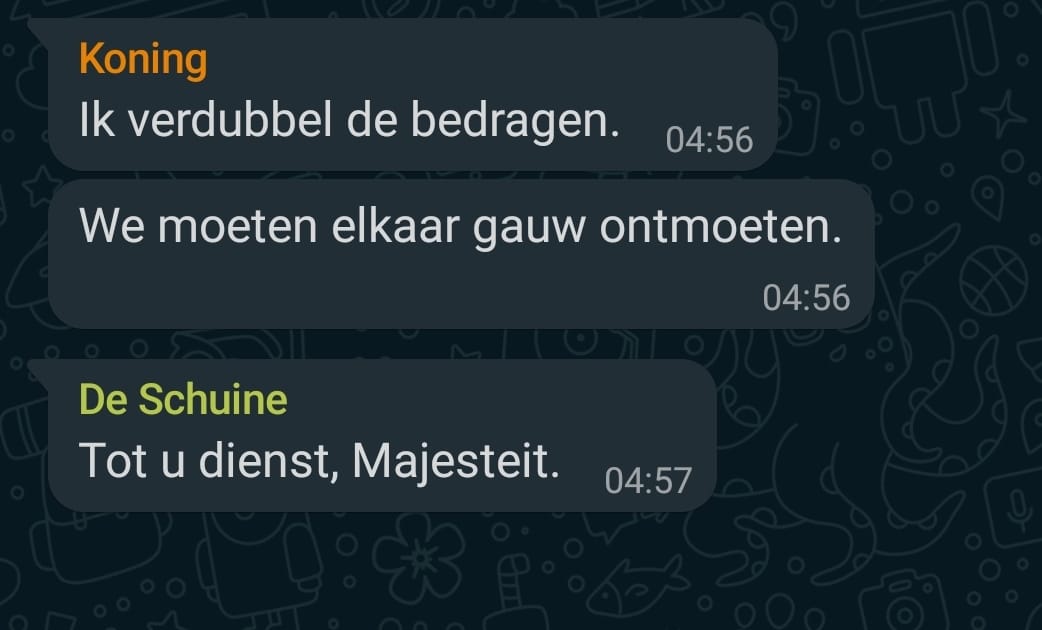 Koning
Ik verdubbel de bedragen.
04:56
We moeten elkaar gauw ontmoeten.
04:56
De Schuine
Tot u dienst, Majesteit.
04:57